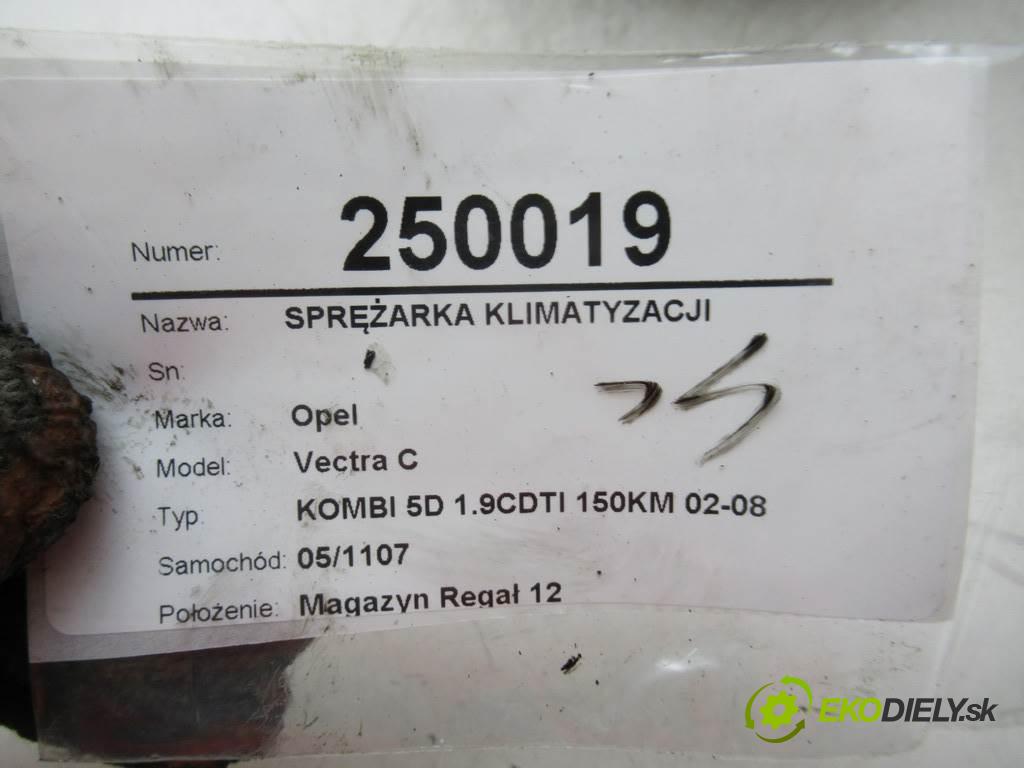 Numer: 250019
Nazwa: SPRĘŻARKA KLIMATYZACJI
Sn:
Marka: Opel
Model: Vectra C
Typ KOMBI 5D 1.9CDTI 150KM 02-08
Samochód: 05/1107
Położenie: Magazyn Regał 12
EKODIELY.sk